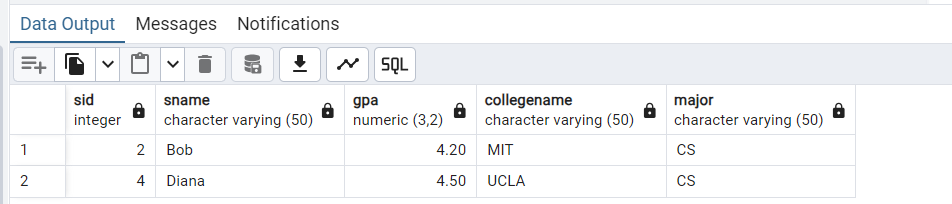 Data Output Messages Notifications
SQL
sid sname gpa collegename major
integer character varying (50) numeric (3,2) character varying (50) character varying (50)
1 2 Bob 4.20 MIT CS
2 4 Diana 4.50 UCLA CS